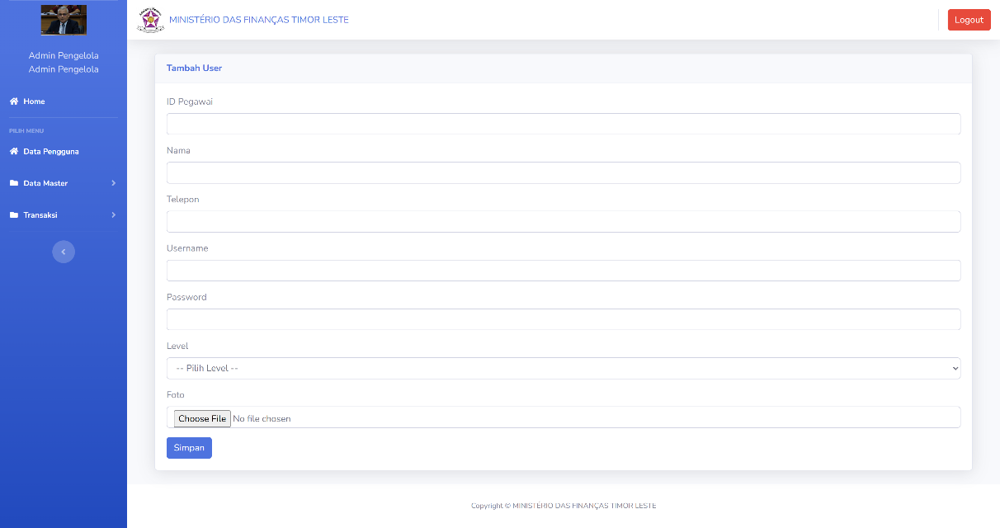 Admin Pengelola
Admin Pengelola
Home
PILIH MENU
Data Pengguna
Data Master
Transaksi
MINISTÉRIO DAS FINANÇAS TIMOR LESTE
Logout
Tambah User
ID Pegawai
Nama
Telepon
Username
Password
Level
-- Pilih Level --
Foto
Choose File No file chosen
Simpan
Copyright © MINISTÉRIO DAS FINANÇAS TIMOR LESTE